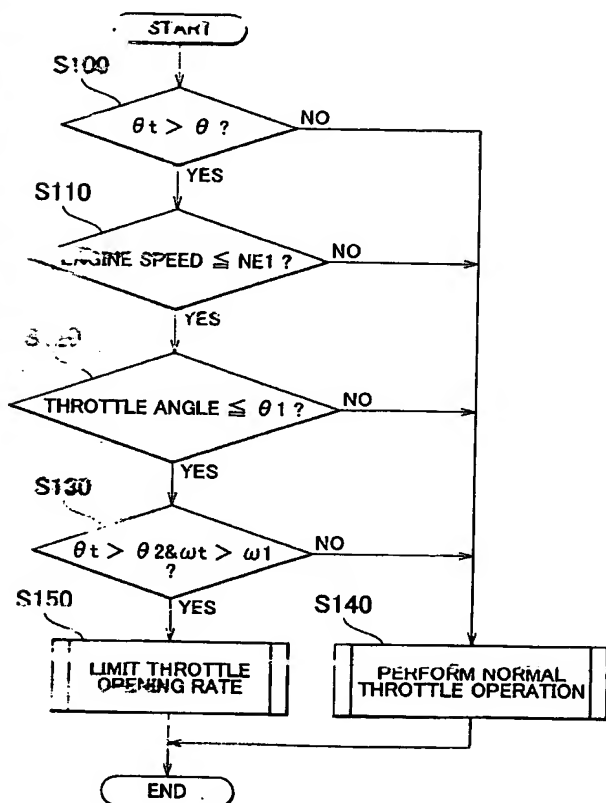 START
S100
θt > θ ?
NO
YES
S110
ENGINE SPEED ≦ NE1 ?
NO
YES
S120
THROTTLE ANGLE ≦ θ1 ?
NO
YES
S130
θt > θ2&ωt > ω1
?
NO
YES
S150
S140
LIMIT THROTTLE
OPENING RATE
PERFORM NORMAL
THROTTLE OPERATION
END